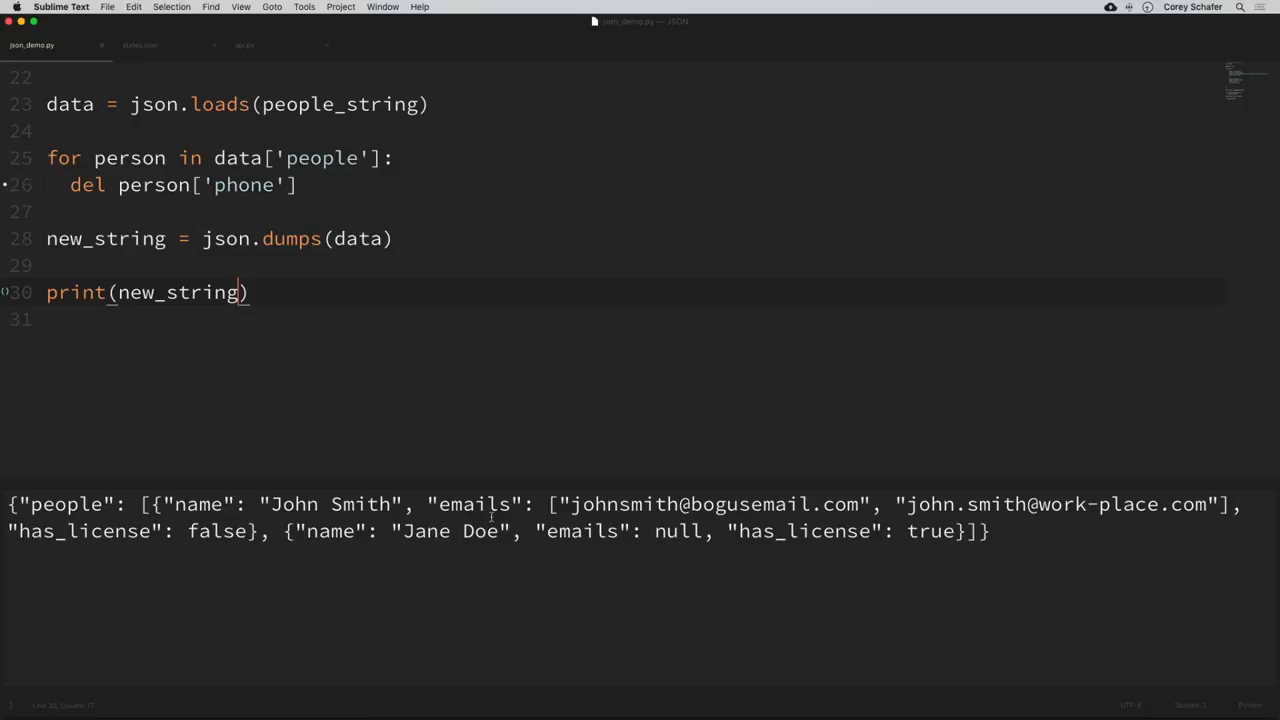 Sublime Text File Edit Selection Find View Goto Tools Project Window Help Corey Schafer
json_demo.py — JSON
json_demo.py states.json api.py
22
23 data = json.loads(people_string)
24
25 for person in data['people']:
26 del person['phone']
27
28 new_string = json.dumps(data)
29
30 print(new_string)
31
{"people": [{"name": "John Smith", "emails": ["johnsmith@bogusemail.com", "john.smith@work-place.com"],
"has_license": false}, {"name": "Jane Doe", "emails": null, "has_license": true}]}
Line 30, Column 17 UTF-8 Spaces: 2 Python